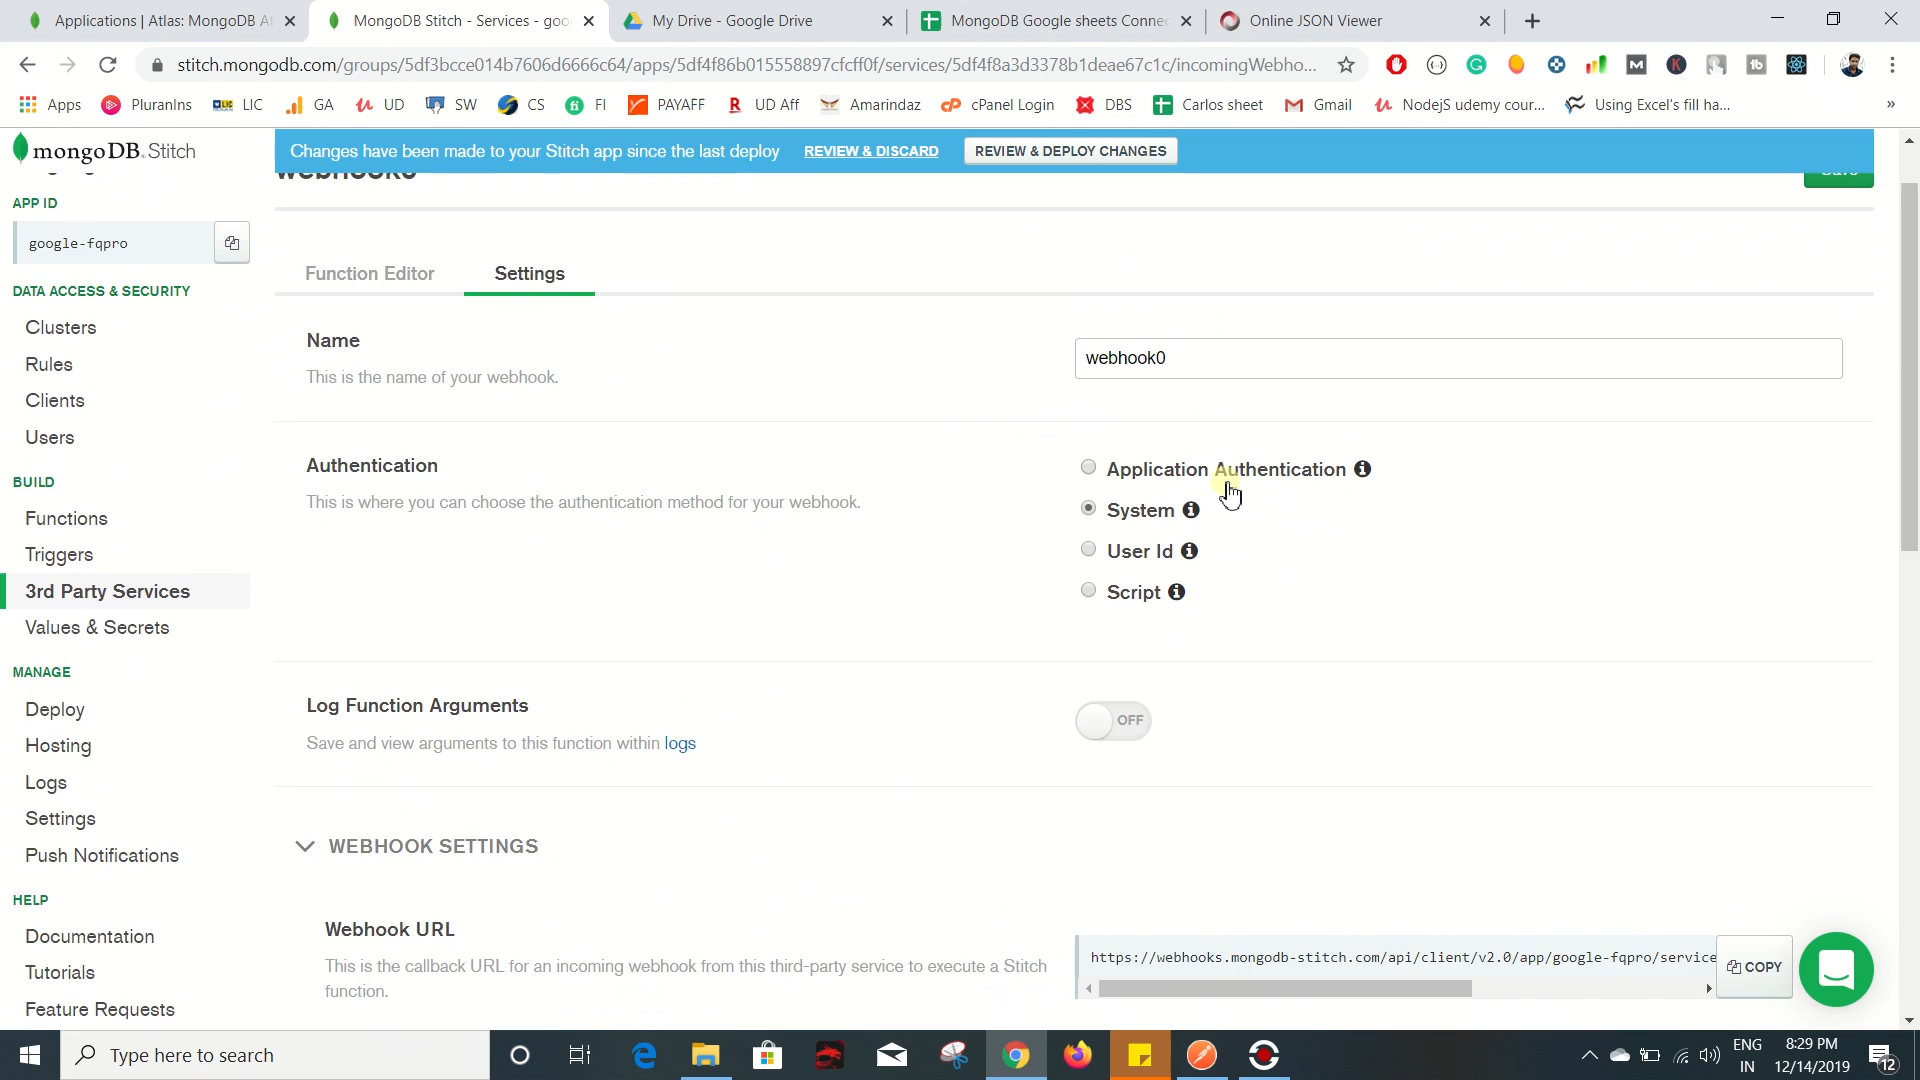 Applications | Atlas: MongoDB At
MongoDB Stitch - Services - goo
My Drive - Google Drive
MongoDB Google sheets Connec
Online JSON Viewer
stitch.mongodb.com/groups/5df3bcce014b7606d6666c64/apps/5df4f86b015558897cfcff0f/services/5df4f8a3d3378b1deae67c1c/incomingWebho...
Apps
PluranIns
LIC
GA
UD
SW
CS
FI
PAYAFF
UD Aff
Amarindaz
cPanel Login
DBS
Carlos sheet
Gmail
NodejS udemy cour...
Using Excel's fill ha...
mongoDB. Stitch
Changes have been made to your Stitch app since the last deploy
REVIEW & DISCARD
REVIEW & DEPLOY CHANGES
webhook0
Save
APP ID
google-fqpro
DATA ACCESS & SECURITY
Clusters
Rules
Clients
Users
BUILD
Functions
Triggers
3rd Party Services
Values & Secrets
MANAGE
Deploy
Hosting
Logs
Settings
Push Notifications
HELP
Documentation
Tutorials
Feature Requests
Function Editor
Settings
Name
This is the name of your webhook.
webhook0
Authentication
This is where you can choose the authentication method for your webhook.
Application Authentication
System
User Id
Script
Log Function Arguments
Save and view arguments to this function within logs
OFF
WEBHOOK SETTINGS
Webhook URL
This is the callback URL for an incoming webhook from this third-party service to execute a Stitch
function.
https://webhooks.mongodb-stitch.com/api/client/v2.0/app/google-fqpro/service
COPY
Type here to search
ENG
IN
8:29 PM
12/14/2019
12